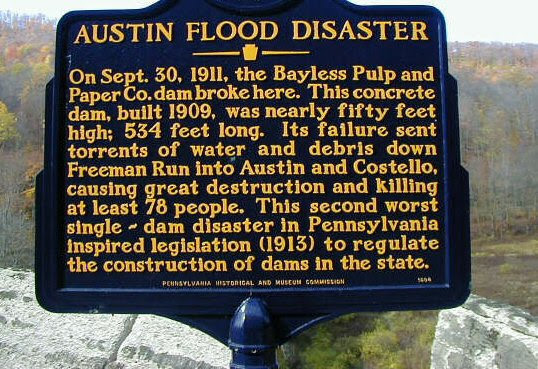 AUSTIN FLOOD DISASTER
On Sept. 30, 1911, the Bayless Pulp and
Paper Co. dam broke here. This concrete
dam, built 1909, was nearly fifty feet
high; 534 feet long. Its failure sent
torrents of water and debris down
Freeman Run into Austin and Costello,
causing great destruction and killing
at least 78 people. This second worst
single - dam disaster in Pennsylvania
inspired legislation (1913) to regulate
the construction of dams in the state.
PENNSYLVANIA HISTORICAL AND MUSEUM COMMISSION